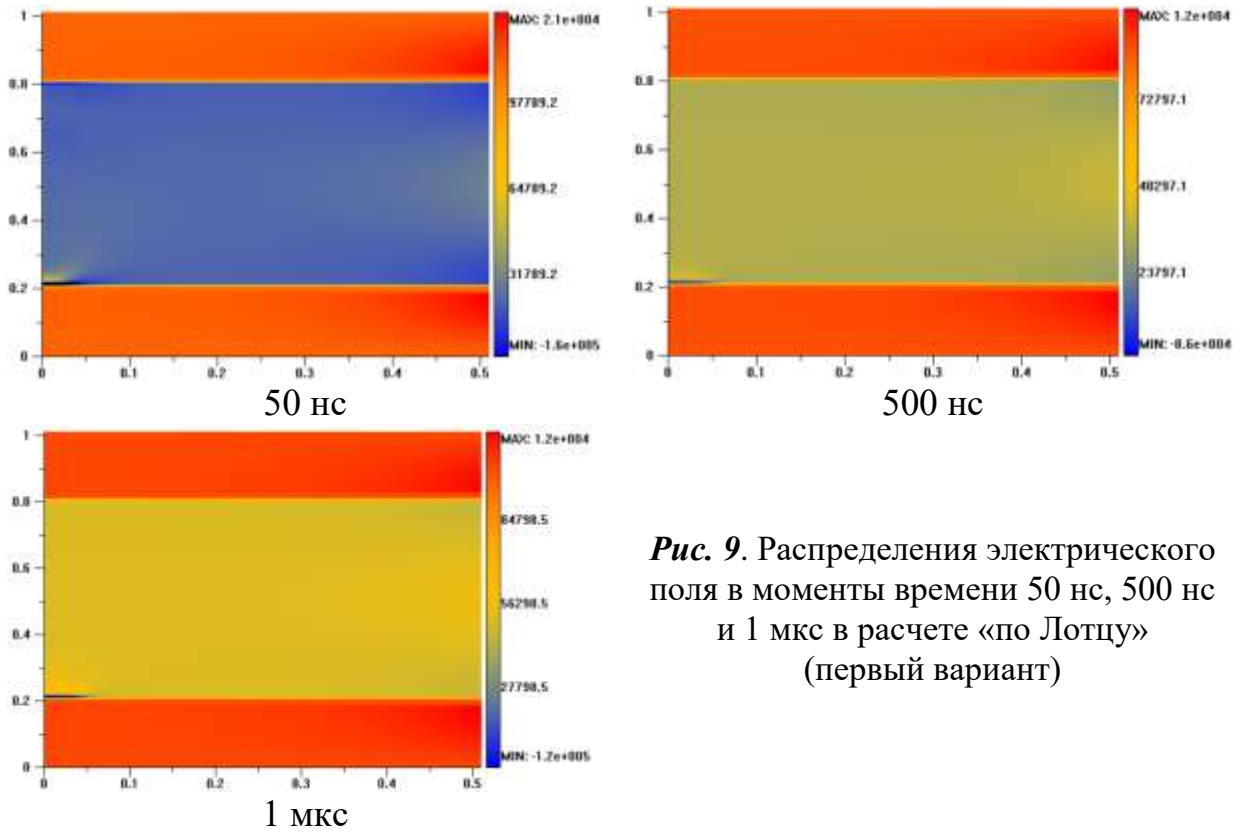 1
MAX: 2.1e+004
0.8
97789.2
0.6
64789.2
0.4
31789.2
0.2
MIN: -1.6e+005
0
0 0.1 0.2 0.3 0.4 0.5
50 нс
1
MAX: 1.2e+004
0.8
72797.1
0.6
48297.1
0.4
23797.1
0.2
MIN: -8.6e+004
0
0 0.1 0.2 0.3 0.4 0.5
500 нс
1
MAX: 1.2e+004
0.8
64798.5
0.6
56298.5
0.4
27798.5
0.2
MIN: -1.2e+005
0
0 0.1 0.2 0.3 0.4 0.5
1 мкс
Рис. 9. Распределения электрического
поля в моменты времени 50 нс, 500 нс
и 1 мкс в расчете «по Лотцу»
(первый вариант)